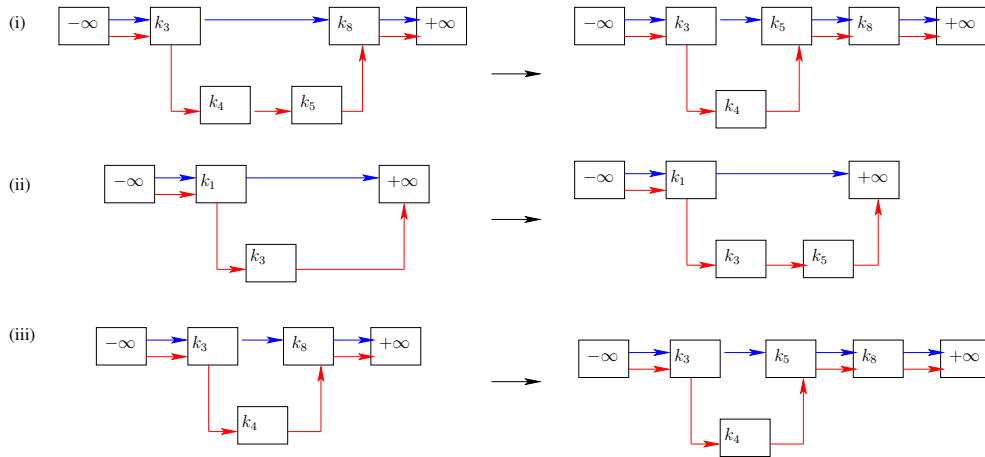 (i) −∞ k₃ k₈ +∞ −∞ k₃ k₅ k₈ +∞
k₄ k₅ k₄
(ii) −∞ k₁ +∞ −∞ k₁ +∞
k₃ k₃ k₅
(iii) −∞ k₃ k₈ +∞ −∞ k₃ k₅ k₈ +∞
k₄ k₄